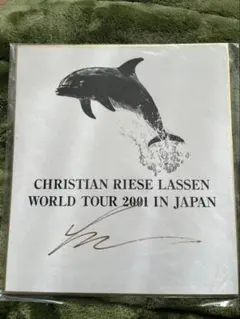 CHRISTIAN RIESE LASSEN
WORLD TOUR 2001 IN JAPAN